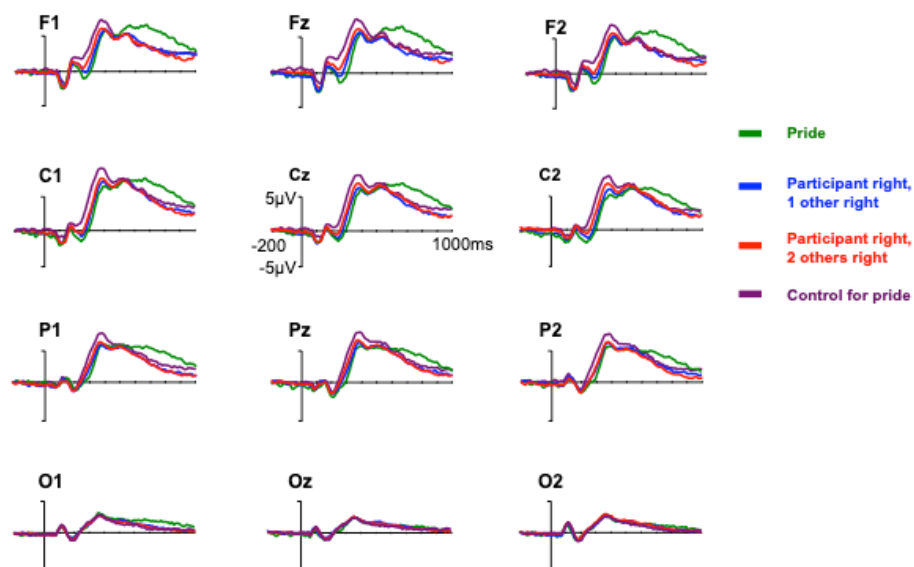 F1
Fz
F2
Pride
C1
Cz
C2
Participant right,
1 other right
5µV
-200
1000ms
Participant right,
2 others right
-5µV
Control for pride
P1
Pz
P2
O1
Oz
O2